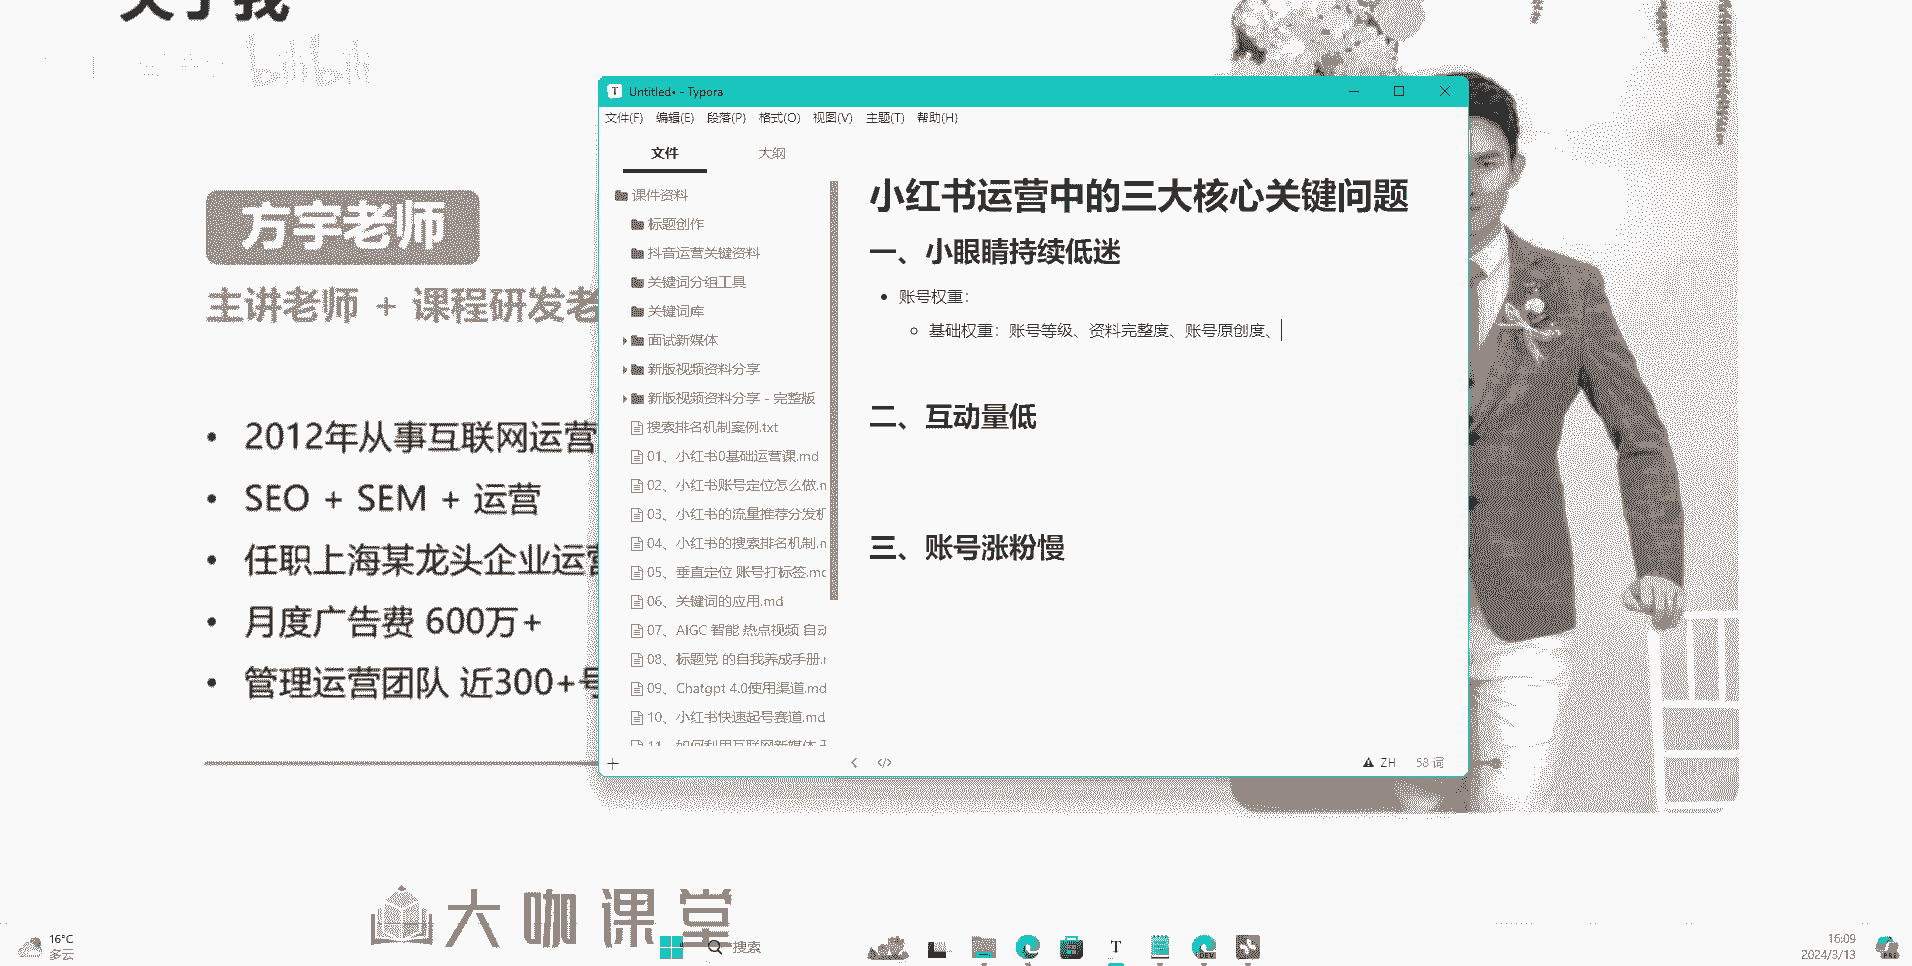 关于我
bilibili
方宇老师
主讲老师 + 课程研发老
2012年从事互联网运营
SEO + SEM + 运营
任职上海某龙头企业运营
月度广告费 600万+
管理运营团队 近300+号
Untitled• - Typora
文件(F) 编辑(E) 段落(P) 格式(O) 视图(V) 主题(T) 帮助(H)
文件 大纲
课件资料
标题创作
抖音运营关键资料
关键词分组工具
关键词库
面试新媒体
新版视频资料分享
新版视频资料分享 - 完整版
搜索排名机制案例.txt
01、小红书0基础运营课.md
02、小红书账号定位怎么做.m
03、小红书的流量推荐分发机
04、小红书的搜索排名机制.m
05、垂直定位 账号打标签.md
06、关键词的应用.md
07、AIGC 智能 热点视频 自动
08、标题党 的自我养成手册.m
09、Chatgpt 4.0使用渠道.md
10、小红书快速起号赛道.md
11、如何利用互联网新媒体
小红书运营中的三大核心关键问题
一、小眼睛持续低迷
账号权重：
基础权重：账号等级、资料完整度、账号原创度、
二、互动量低
三、账号涨粉慢
ZH 58 词
大咖课堂
16°C
多云
搜索
16:09
2024/3/13